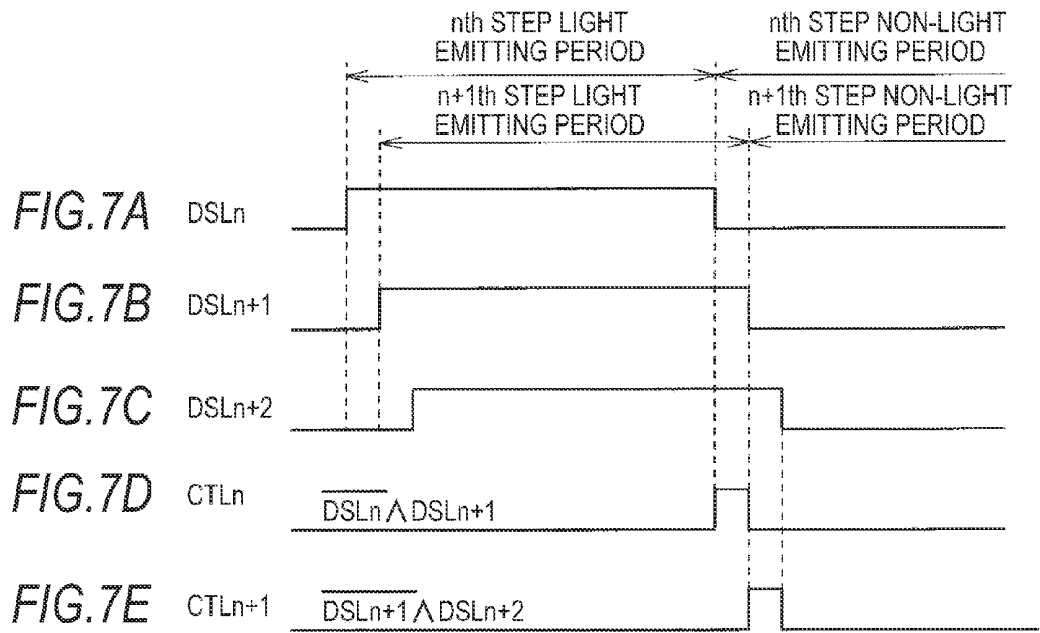 nth STEP LIGHT EMITTING PERIOD
nth STEP NON-LIGHT EMITTING PERIOD
n+1th STEP LIGHT EMITTING PERIOD
n+1th STEP NON-LIGHT EMITTING PERIOD
FIG.7A DSLn
FIG.7B DSLn+1
FIG.7C DSLn+2
FIG.7D CTLn D̅S̅L̅n̅ ⋀ DSLn+1
FIG.7E CTLn+1 D̅S̅L̅n̅+̅1̅ ⋀ DSLn+2